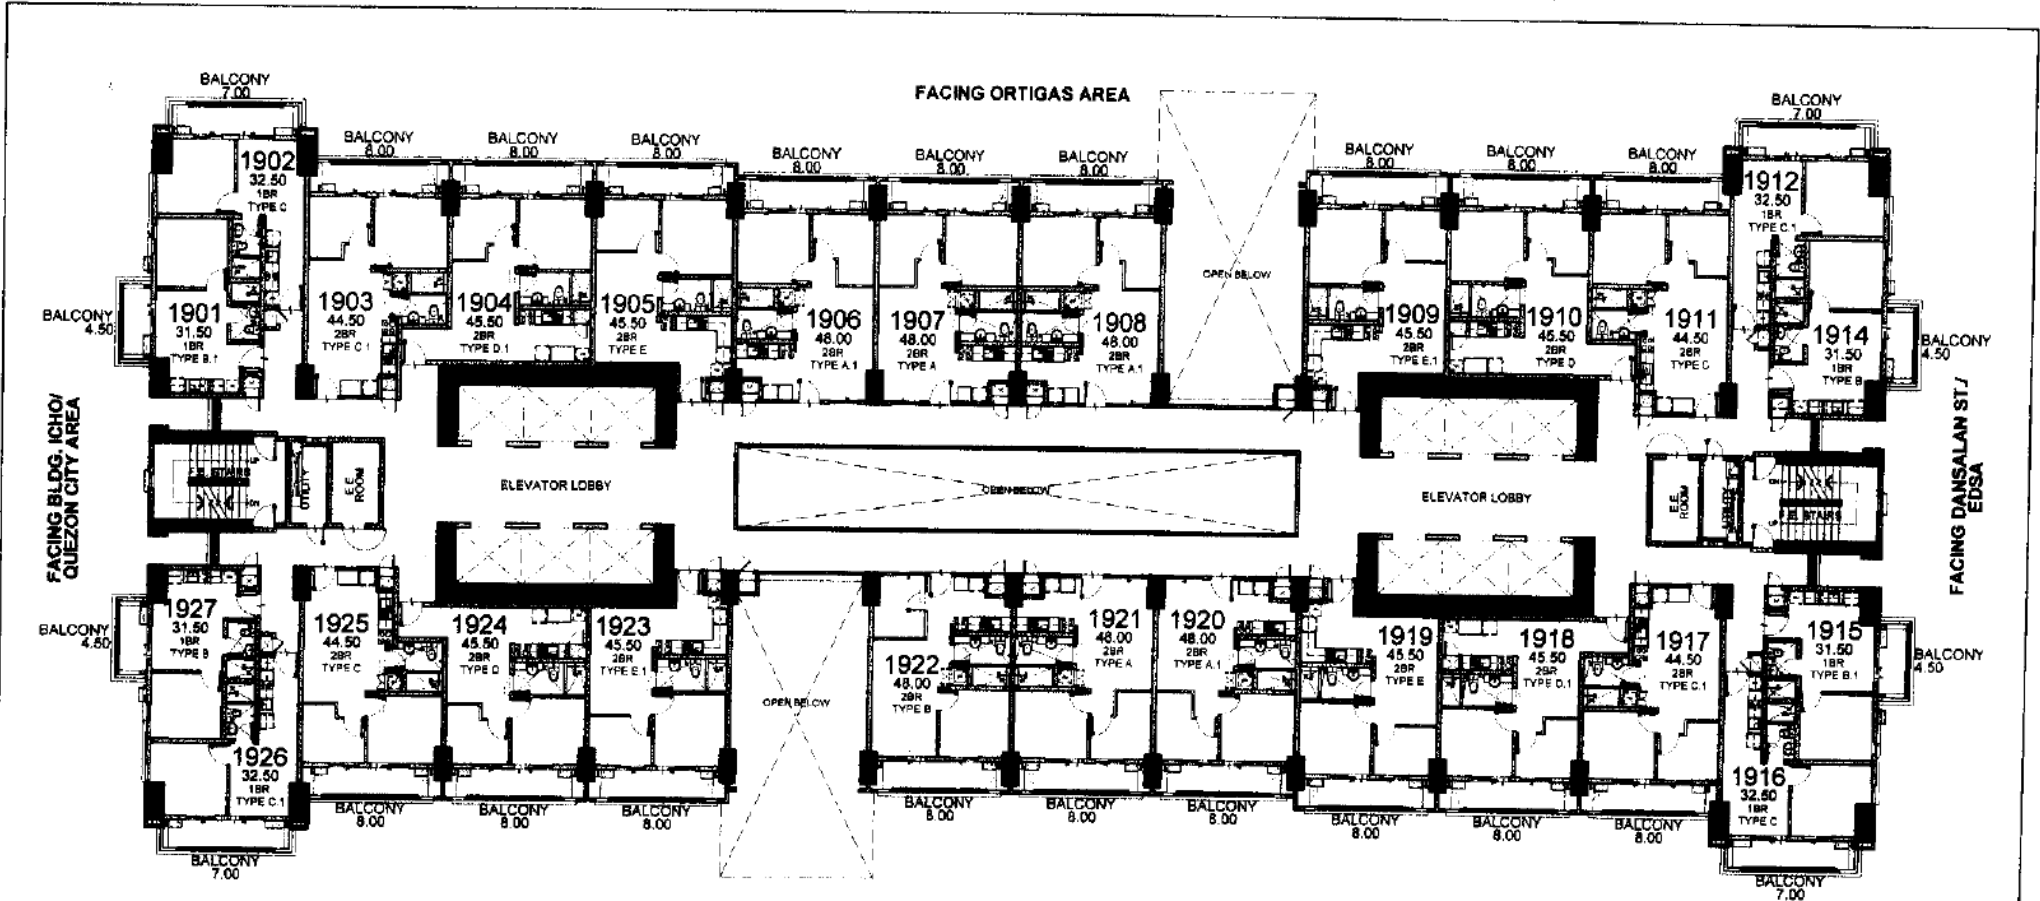 FACING ORTIGAS AREA
BALCONY
7.00
BALCONY
8.00
BALCONY
8.00
BALCONY
8.00
BALCONY
8.00
BALCONY
8.00
BALCONY
8.00
BALCONY
8.00
BALCONY
8.00
BALCONY
8.00
BALCONY
7.00
1902
32.50
1BR
TYPE C
1901
31.50
1BR
TYPE B.1
BALCONY
4.50
1903
44.50
2BR
TYPE C.1
1904
45.50
2BR
TYPE D.1
1905
45.50
2BR
TYPE E
1906
48.00
2BR
TYPE A.1
1907
48.00
2BR
TYPE A
1908
48.00
2BR
TYPE A.1
OPEN BELOW
1909
45.50
2BR
TYPE E.1
1910
45.50
2BR
TYPE D
1911
44.50
2BR
TYPE C
1912
32.50
1BR
TYPE C.1
1914
31.50
1BR
TYPE B
BALCONY
4.50
FACING BLDG. ICHO/
QUEZON CITY AREA
F.E. STAIRS
UP
DN
UTILITY
E.E.
ROOM
ELEVATOR LOBBY
OPEN BELOW
ELEVATOR LOBBY
E.E.
ROOM
UTILITY
DN
F.E. STAIRS
FACING DANSALAN ST./
EDSA
1927
31.50
1BR
TYPE B
BALCONY
4.50
1926
32.50
1BR
TYPE C.1
1925
44.50
2BR
TYPE C
1924
45.50
2BR
TYPE D
1923
45.50
2BR
TYPE E.1
OPEN BELOW
1922
48.00
2BR
TYPE B
1921
48.00
2BR
TYPE A
1920
48.00
2BR
TYPE A.1
1919
45.50
2BR
TYPE E
1918
45.50
2BR
TYPE D.1
1917
44.50
2BR
TYPE C.1
1915
31.50
1BR
TYPE B.1
BALCONY
4.50
1916
32.50
1BR
TYPE C
BALCONY
7.00
BALCONY
8.00
BALCONY
8.00
BALCONY
8.00
BALCONY
8.00
BALCONY
8.00
BALCONY
8.00
BALCONY
8.00
BALCONY
8.00
BALCONY
8.00
BALCONY
7.00